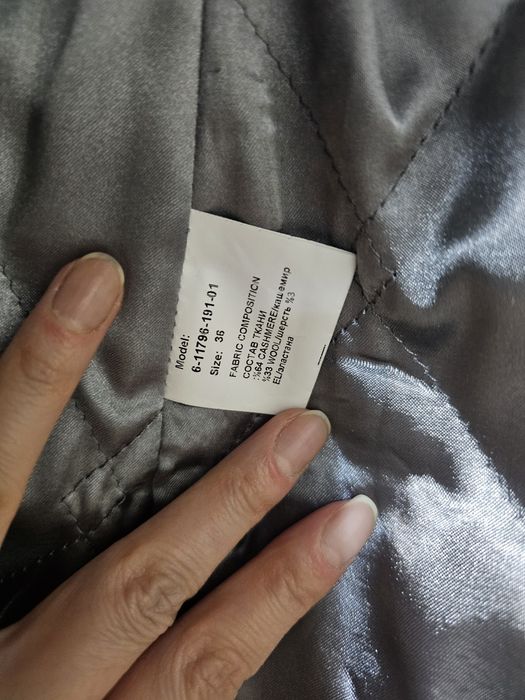 Model:
6-11796-191-01
Size: 36
FABRIC COMPOSITION
СОСТАВ ТКАНИ
:%64 CASHMERE/кашемир
%33 WOOL/шерсть %3
EL/эластана